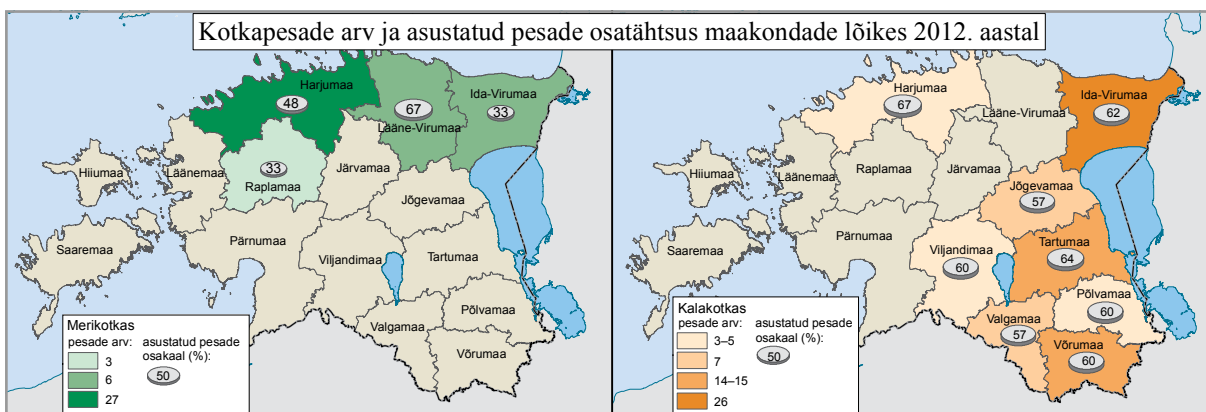 Kotkapesade arv ja asustatud pesade osatähtsus maakondade lõikes 2012. aastal
Harjumaa
48
67
Lääne-Virumaa
Ida-Virumaa
33
33
Raplamaa
Hiiumaa
Läänemaa
Järvamaa
Jõgevamaa
Saaremaa
Pärnumaa
Viljandimaa
Tartumaa
Valgamaa
Põlvamaa
Võrumaa
Merikotkas
pesade arv:
asustatud pesade
osakaal (%):
3
6
27
50
Harjumaa
67
Lääne-Virumaa
Ida-Virumaa
62
Hiiumaa
Läänemaa
Raplamaa
Järvamaa
Jõgevamaa
57
Saaremaa
Pärnumaa
Viljandimaa
60
Tartumaa
64
Valgamaa
57
Põlvamaa
60
Võrumaa
60
Kalakotkas
pesade arv:
asustatud pesade
osakaal (%):
3–5
7
14–15
26
50